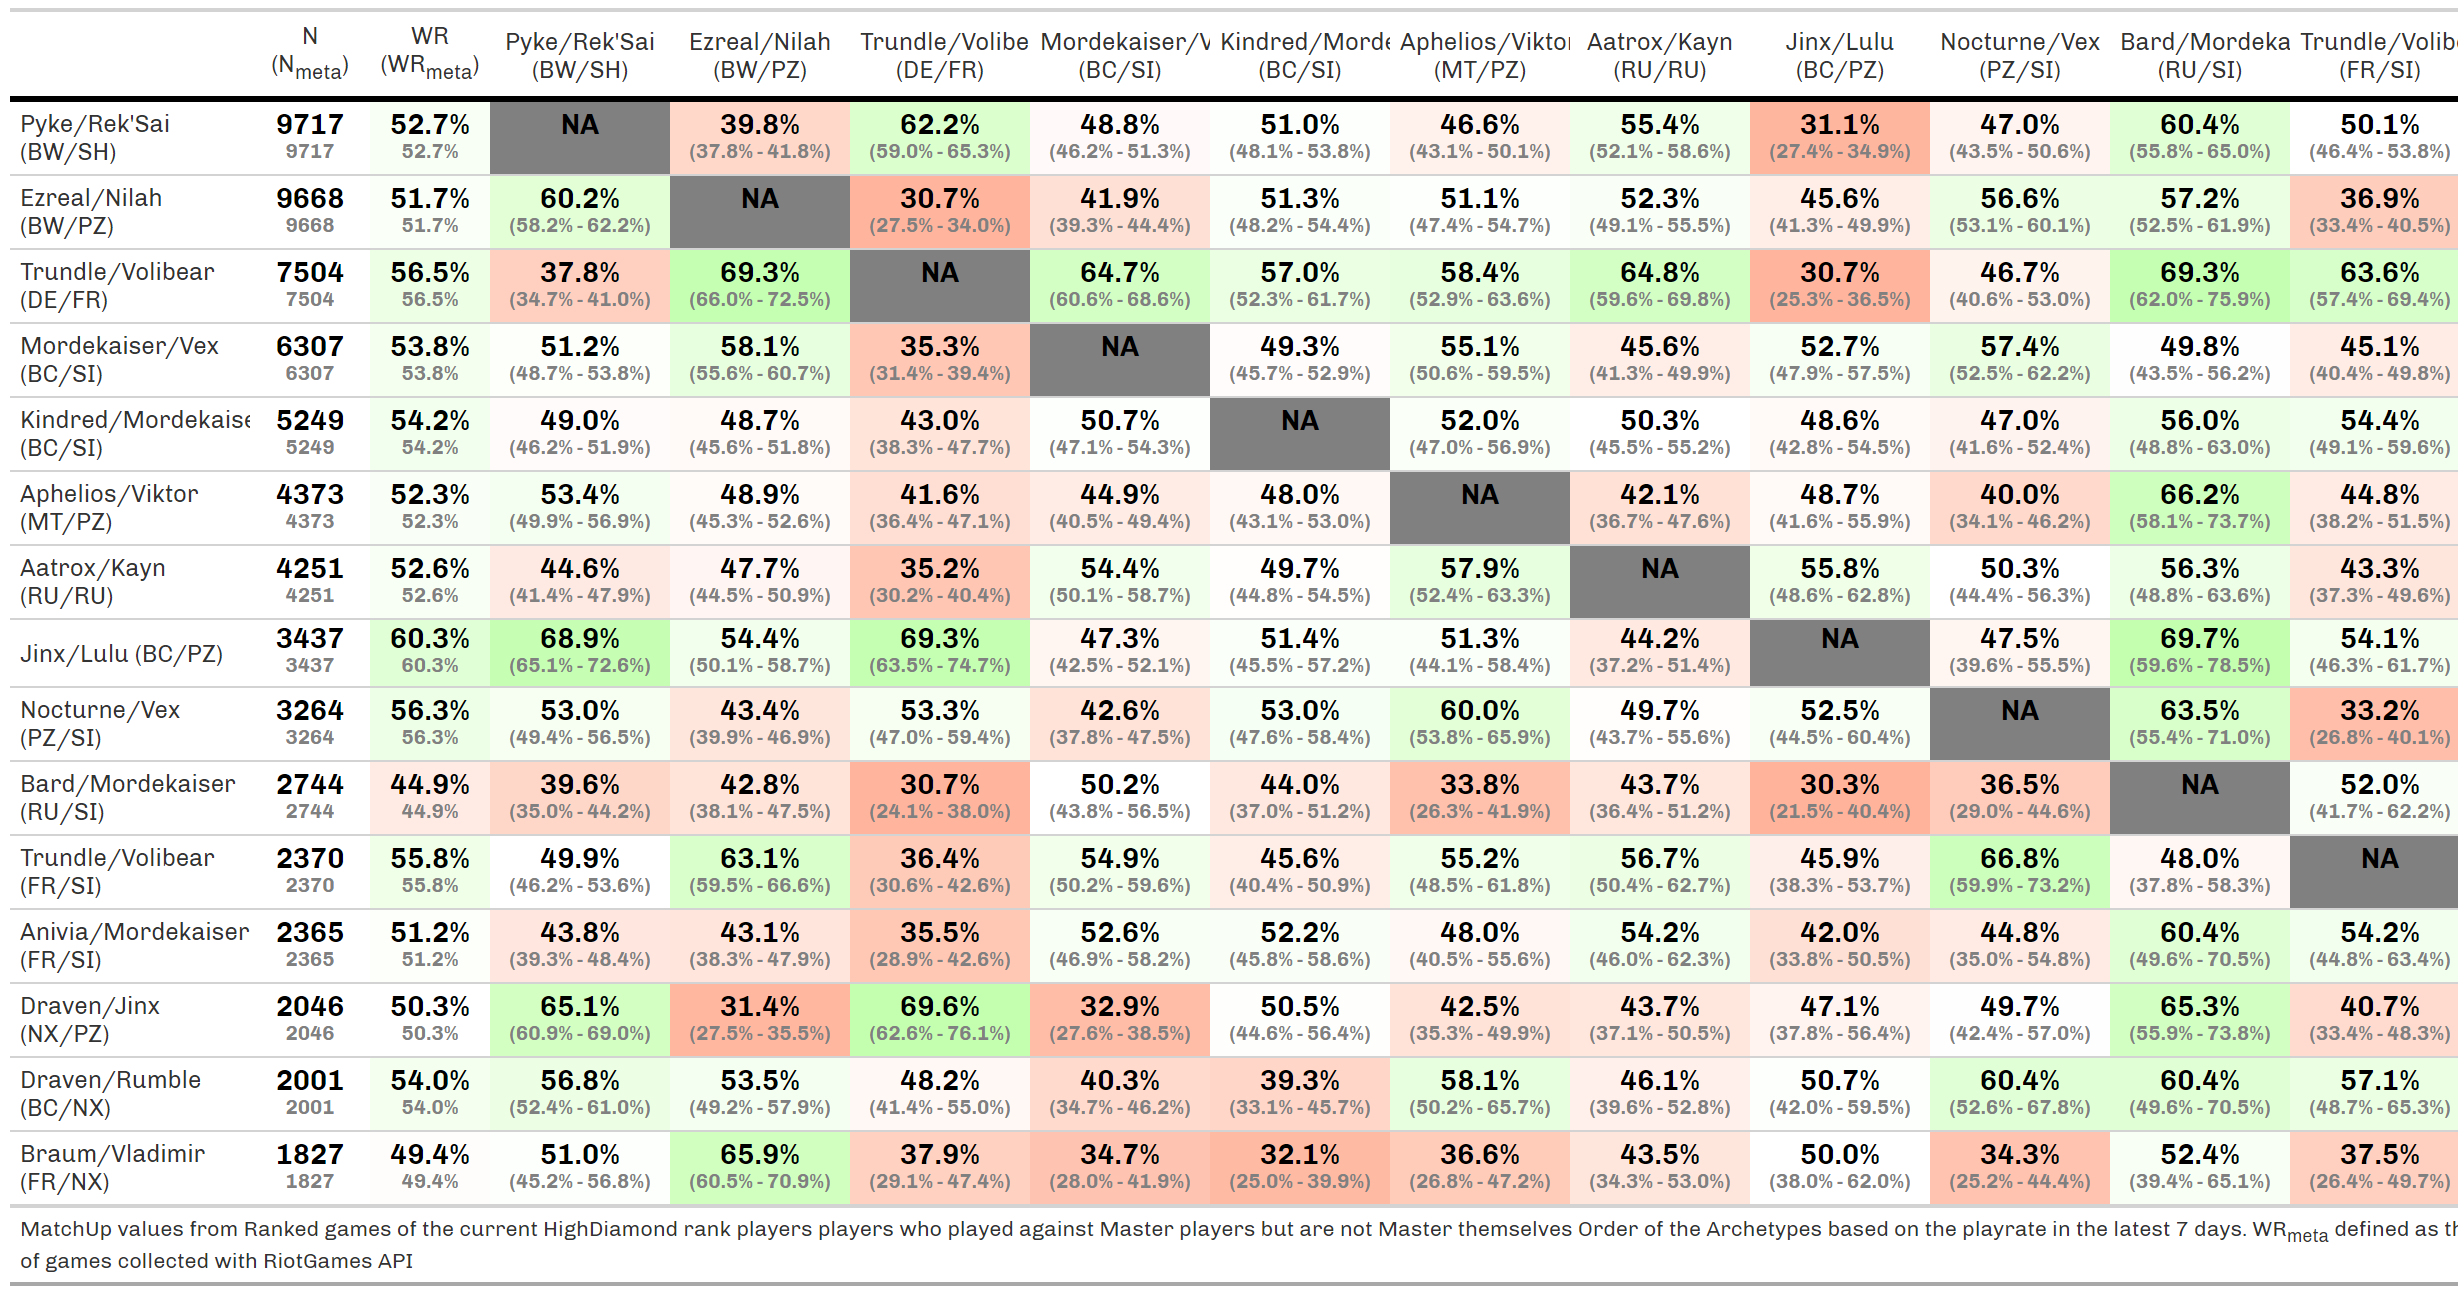 N WR Pyke/Rek'Sai Ezreal/Nilah Trundle/Volibe Mordekaiser/V Kindred/Morde Aphelios/Viktor Aatrox/Kayn Jinx/Lulu Nocturne/Vex Bard/Mordeka Trundle/Volibe
(Nmeta) (WRmeta) (BW/SH) (BW/PZ) (DE/FR) (BC/SI) (BC/SI) (MT/PZ) (RU/RU) (BC/PZ) (PZ/SI) (RU/SI) (FR/SI)
Pyke/Rek'Sai 9717 52.7% NA 39.8% 62.2% 48.8% 51.0% 46.6% 55.4% 31.1% 47.0% 60.4% 50.1%
(BW/SH) 9717 52.7% (37.8% - 41.8%) (59.0% - 65.3%) (46.2% - 51.3%) (48.1% - 53.8%) (43.1% - 50.1%) (52.1% - 58.6%) (27.4% - 34.9%) (43.5% - 50.6%) (55.8% - 65.0%) (46.4% - 53.8%)
Ezreal/Nilah 9668 51.7% 60.2% NA 30.7% 41.9% 51.3% 51.1% 52.3% 45.6% 56.6% 57.2% 36.9%
(BW/PZ) 9668 51.7% (58.2% - 62.2%) (27.5% - 34.0%) (39.3% - 44.4%) (48.2% - 54.4%) (47.4% - 54.7%) (49.1% - 55.5%) (41.3% - 49.9%) (53.1% - 60.1%) (52.5% - 61.9%) (33.4% - 40.5%)
Trundle/Volibear 7504 56.5% 37.8% 69.3% NA 64.7% 57.0% 58.4% 64.8% 30.7% 46.7% 69.3% 63.6%
(DE/FR) 7504 56.5% (34.7% - 41.0%) (66.0% - 72.5%) (60.6% - 68.6%) (52.3% - 61.7%) (52.9% - 63.6%) (59.6% - 69.8%) (25.3% - 36.5%) (40.6% - 53.0%) (62.0% - 75.9%) (57.4% - 69.4%)
Mordekaiser/Vex 6307 53.8% 51.2% 58.1% 35.3% NA 49.3% 55.1% 45.6% 52.7% 57.4% 49.8% 45.1%
(BC/SI) 6307 53.8% (48.7% - 53.8%) (55.6% - 60.7%) (31.4% - 39.4%) (45.7% - 52.9%) (50.6% - 59.5%) (41.3% - 49.9%) (47.9% - 57.5%) (52.5% - 62.2%) (43.5% - 56.2%) (40.4% - 49.8%)
Kindred/Mordekaise 5249 54.2% 49.0% 48.7% 43.0% 50.7% NA 52.0% 50.3% 48.6% 47.0% 56.0% 54.4%
(BC/SI) 5249 54.2% (46.2% - 51.9%) (45.6% - 51.8%) (38.3% - 47.7%) (47.1% - 54.3%) (47.0% - 56.9%) (45.5% - 55.2%) (42.8% - 54.5%) (41.6% - 52.4%) (48.8% - 63.0%) (49.1% - 59.6%)
Aphelios/Viktor 4373 52.3% 53.4% 48.9% 41.6% 44.9% 48.0% NA 42.1% 48.7% 40.0% 66.2% 44.8%
(MT/PZ) 4373 52.3% (49.9% - 56.9%) (45.3% - 52.6%) (36.4% - 47.1%) (40.5% - 49.4%) (43.1% - 53.0%) (36.7% - 47.6%) (41.6% - 55.9%) (34.1% - 46.2%) (58.1% - 73.7%) (38.2% - 51.5%)
Aatrox/Kayn 4251 52.6% 44.6% 47.7% 35.2% 54.4% 49.7% 57.9% NA 55.8% 50.3% 56.3% 43.3%
(RU/RU) 4251 52.6% (41.4% - 47.9%) (44.5% - 50.9%) (30.2% - 40.4%) (50.1% - 58.7%) (44.8% - 54.5%) (52.4% - 63.3%) (48.6% - 62.8%) (44.4% - 56.3%) (48.8% - 63.6%) (37.3% - 49.6%)
Jinx/Lulu (BC/PZ) 3437 60.3% 68.9% 54.4% 69.3% 47.3% 51.4% 51.3% 44.2% NA 47.5% 69.7% 54.1%
3437 60.3% (65.1% - 72.6%) (50.1% - 58.7%) (63.5% - 74.7%) (42.5% - 52.1%) (45.5% - 57.2%) (44.1% - 58.4%) (37.2% - 51.4%) (39.6% - 55.5%) (59.6% - 78.5%) (46.3% - 61.7%)
Nocturne/Vex 3264 56.3% 53.0% 43.4% 53.3% 42.6% 53.0% 60.0% 49.7% 52.5% NA 63.5% 33.2%
(PZ/SI) 3264 56.3% (49.4% - 56.5%) (39.9% - 46.9%) (47.0% - 59.4%) (37.8% - 47.5%) (47.6% - 58.4%) (53.8% - 65.9%) (43.7% - 55.6%) (44.5% - 60.4%) (55.4% - 71.0%) (26.8% - 40.1%)
Bard/Mordekaiser 2744 44.9% 39.6% 42.8% 30.7% 50.2% 44.0% 33.8% 43.7% 30.3% 36.5% NA 52.0%
(RU/SI) 2744 44.9% (35.0% - 44.2%) (38.1% - 47.5%) (24.1% - 38.0%) (43.8% - 56.5%) (37.0% - 51.2%) (26.3% - 41.9%) (36.4% - 51.2%) (21.5% - 40.4%) (29.0% - 44.6%) (41.7% - 62.2%)
Trundle/Volibear 2370 55.8% 49.9% 63.1% 36.4% 54.9% 45.6% 55.2% 56.7% 45.9% 66.8% 48.0% NA
(FR/SI) 2370 55.8% (46.2% - 53.6%) (59.5% - 66.6%) (30.6% - 42.6%) (50.2% - 59.6%) (40.4% - 50.9%) (48.5% - 61.8%) (50.4% - 62.7%) (38.3% - 53.7%) (59.9% - 73.2%) (37.8% - 58.3%)
Anivia/Mordekaiser 2365 51.2% 43.8% 43.1% 35.5% 52.6% 52.2% 48.0% 54.2% 42.0% 44.8% 60.4% 54.2%
(FR/SI) 2365 51.2% (39.3% - 48.4%) (38.3% - 47.9%) (28.9% - 42.6%) (46.9% - 58.2%) (45.8% - 58.6%) (40.5% - 55.6%) (46.0% - 62.3%) (33.8% - 50.5%) (35.0% - 54.8%) (49.6% - 70.5%) (44.8% - 63.4%)
Draven/Jinx 2046 50.3% 65.1% 31.4% 69.6% 32.9% 50.5% 42.5% 43.7% 47.1% 49.7% 65.3% 40.7%
(NX/PZ) 2046 50.3% (60.9% - 69.0%) (27.5% - 35.5%) (62.6% - 76.1%) (27.6% - 38.5%) (44.6% - 56.4%) (35.3% - 49.9%) (37.1% - 50.5%) (37.8% - 56.4%) (42.4% - 57.0%) (55.9% - 73.8%) (33.4% - 48.3%)
Draven/Rumble 2001 54.0% 56.8% 53.5% 48.2% 40.3% 39.3% 58.1% 46.1% 50.7% 60.4% 60.4% 57.1%
(BC/NX) 2001 54.0% (52.4% - 61.0%) (49.2% - 57.9%) (41.4% - 55.0%) (34.7% - 46.2%) (33.1% - 45.7%) (50.2% - 65.7%) (39.6% - 52.8%) (42.0% - 59.5%) (52.6% - 67.8%) (49.6% - 70.5%) (48.7% - 65.3%)
Braum/Vladimir 1827 49.4% 51.0% 65.9% 37.9% 34.7% 32.1% 36.6% 43.5% 50.0% 34.3% 52.4% 37.5%
(FR/NX) 1827 49.4% (45.2% - 56.8%) (60.5% - 70.9%) (29.1% - 47.4%) (28.0% - 41.9%) (25.0% - 39.9%) (26.8% - 47.2%) (34.3% - 53.0%) (38.0% - 62.0%) (25.2% - 44.4%) (39.4% - 65.1%) (26.4% - 49.7%)
MatchUp values from Ranked games of the current HighDiamond rank players players who played against Master players but are not Master themselves Order of the Archetypes based on the playrate in the latest 7 days. WRmeta defined as th
of games collected with RiotGames API